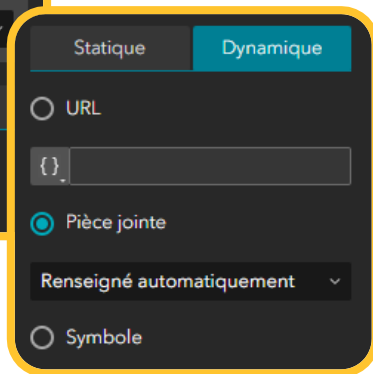 Statique Dynamique
URL
{}
Pièce jointe
Renseigné automatiquement
Symbole